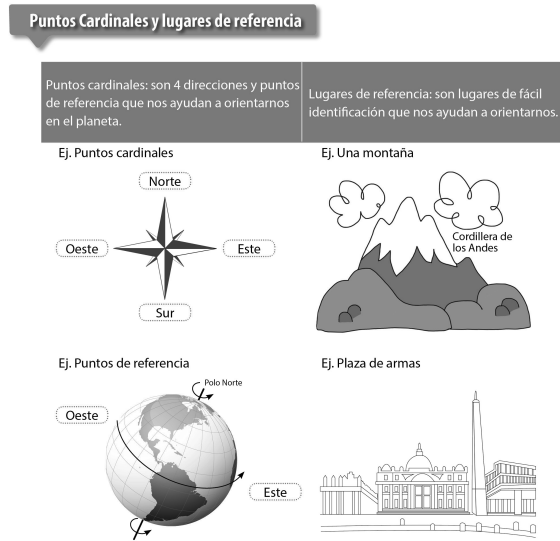 Puntos Cardinales y lugares de referencia
Puntos cardinales: son 4 direcciones y puntos
de referencia que nos ayudan a orientarnos
en el planeta.
Lugares de referencia: son lugares de fácil
identificación que nos ayudan a orientarnos.
Ej. Puntos cardinales
Norte
Oeste
Este
Sur
Ej. Una montaña
Cordillera de
los Andes
Ej. Puntos de referencia
Polo Norte
Oeste
Este
Ej. Plaza de armas